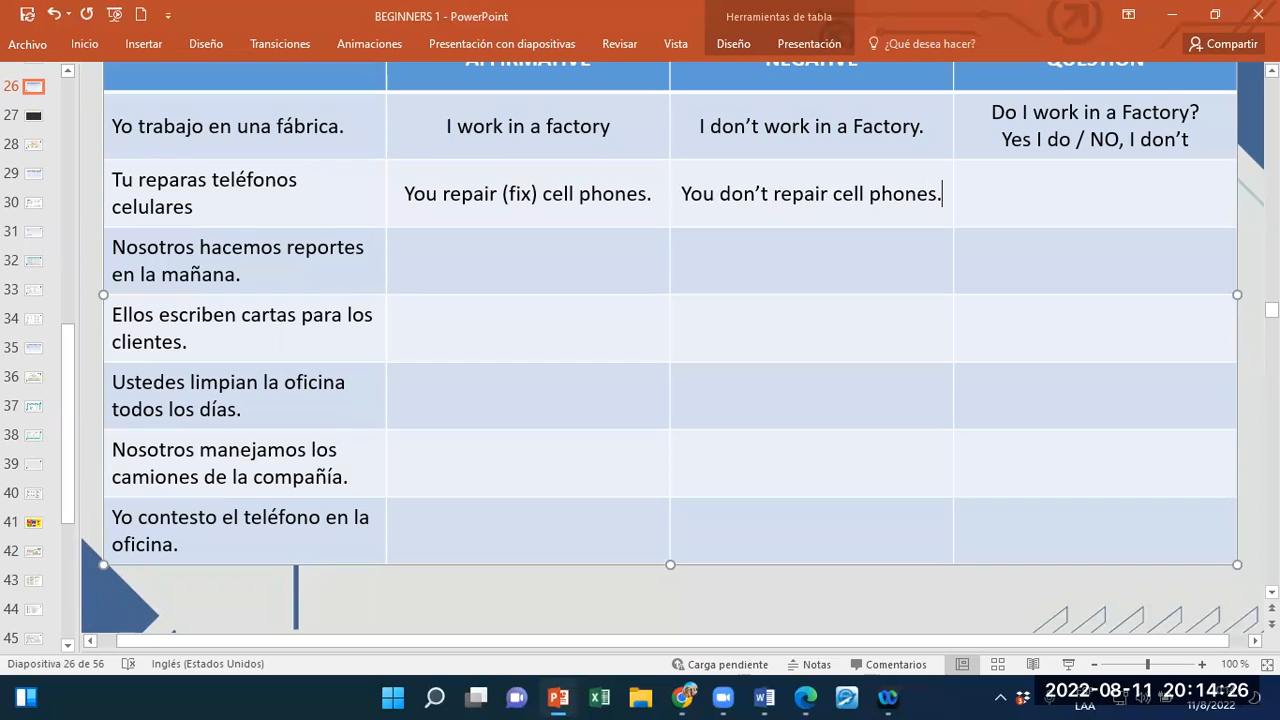 BEGINNERS 1 - PowerPoint
Herramientas de tabla
Archivo Inicio Insertar Diseño Transiciones Animaciones Presentación con diapositivas Revisar Vista Diseño Presentación ¿Qué desea hacer? Compartir
AFFIRMATIVE NEGATIVE QUESTION
Yo trabajo en una fábrica.
I work in a factory
I don’t work in a Factory.
Do I work in a Factory?
Yes I do / NO, I don’t
Tu reparas teléfonos
celulares
You repair (fix) cell phones.
You don’t repair cell phones.
Nosotros hacemos reportes
en la mañana.
Ellos escriben cartas para los
clientes.
Ustedes limpian la oficina
todos los días.
Nosotros manejamos los
camiones de la compañía.
Yo contesto el teléfono en la
oficina.
26
27
28
29
30
31
32
33
34
35
36
37
38
39
40
41
42
43
44
45
Diapositiva 26 de 56 Inglés (Estados Unidos) Carga pendiente Notas Comentarios 100 %
2022-08-11 20:14:26
LAA 11/8/2022